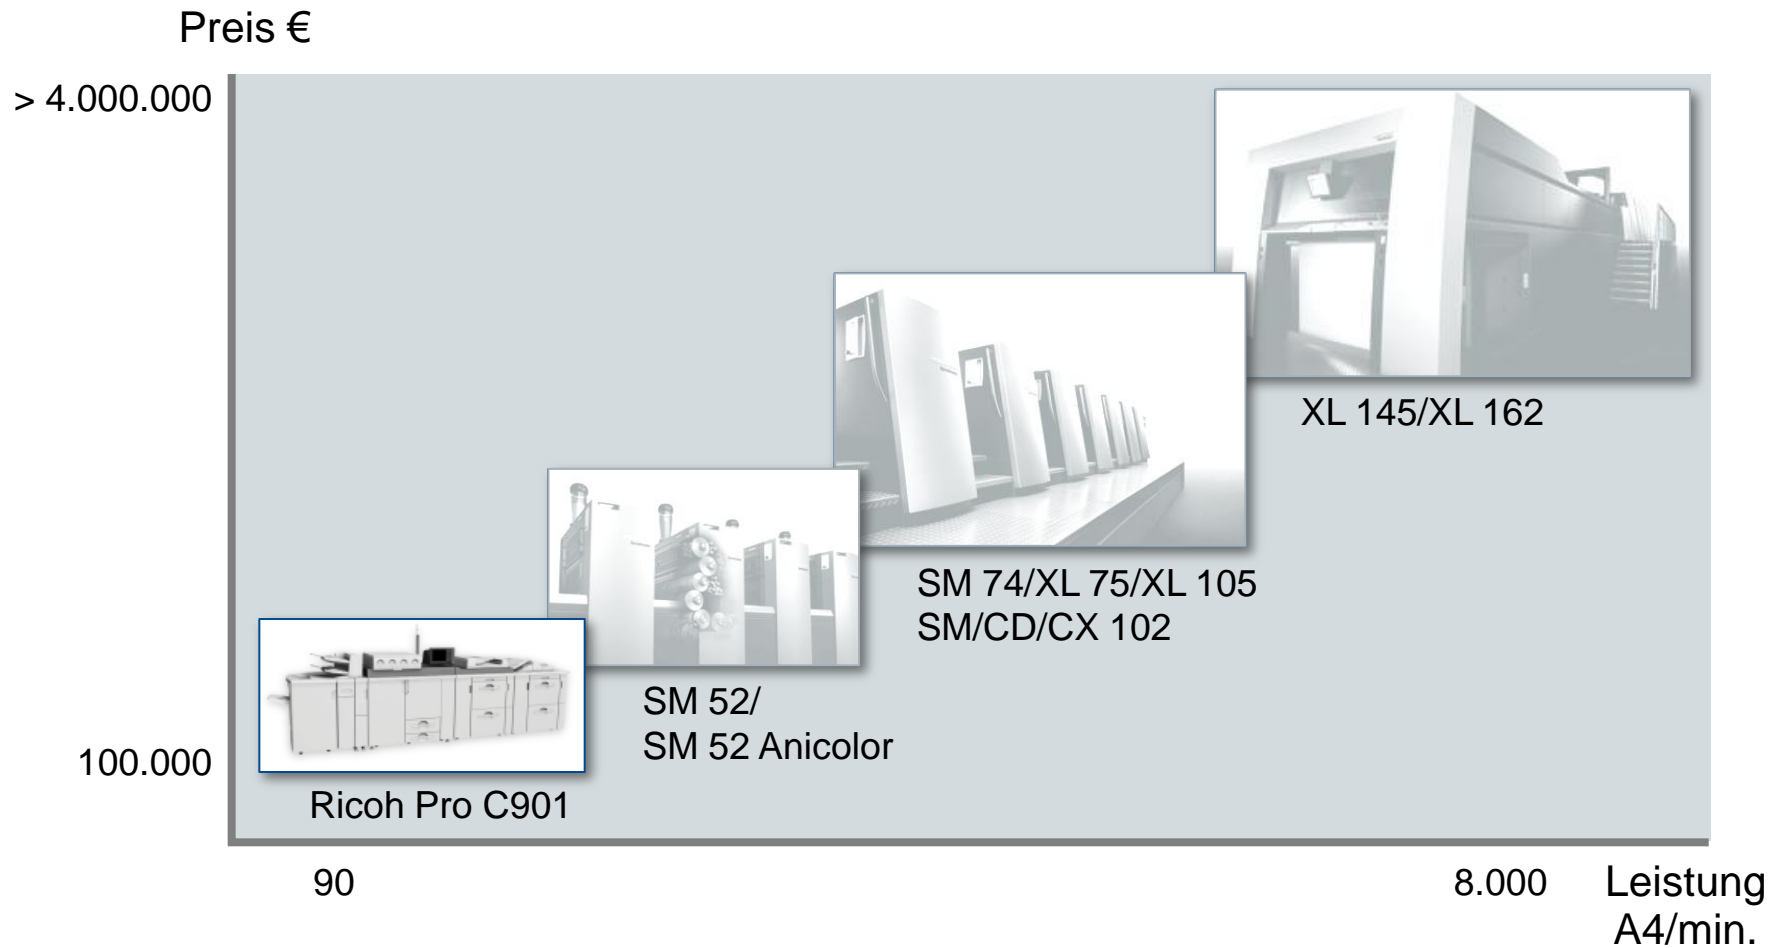 Preis €
> 4.000.000
XL 145/XL 162
SM 74/XL 75/XL 105
SM/CD/CX 102
SM 52/
SM 52 Anicolor
100.000
Ricoh Pro C901
90
8.000
Leistung
A4/min.